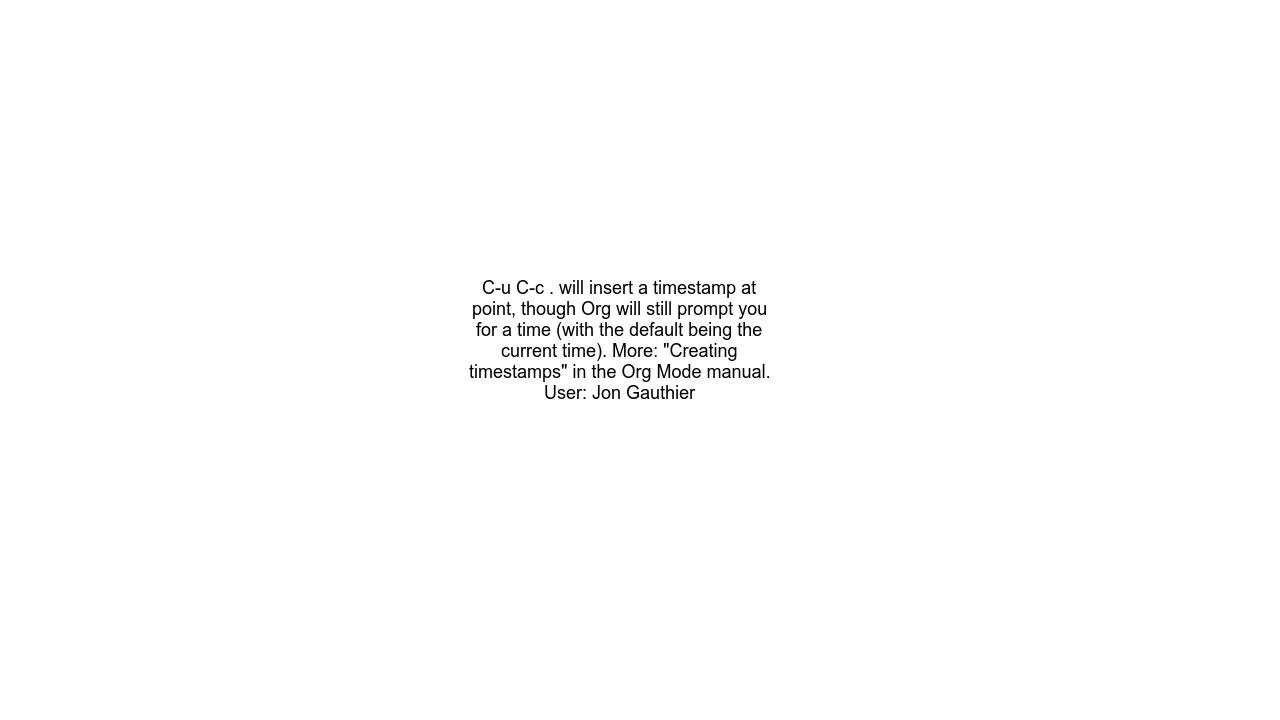 C-u C-c . will insert a timestamp at
point, though Org will still prompt you
for a time (with the default being the
current time). More: "Creating
timestamps" in the Org Mode manual.
User: Jon Gauthier